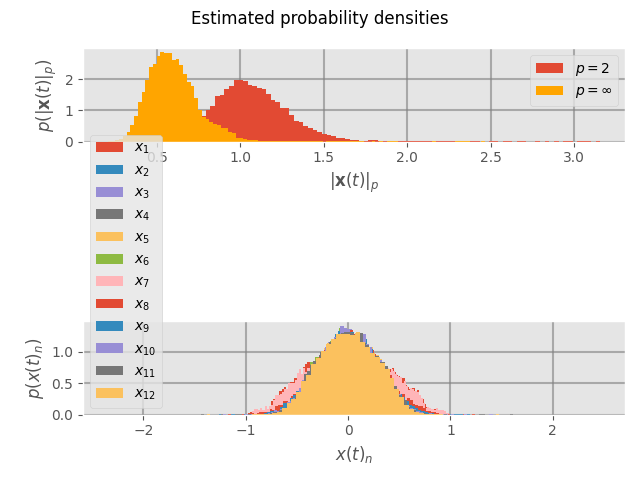 Estimated probability densities
p(|x(t)|ₚ)
2
1
0
p = 2
p = ∞
0.5 1.0 1.5 2.0 2.5 3.0
|x(t)|ₚ
x₁
x₂
x₃
x₄
x₅
x₆
x₇
x₈
x₉
x₁₀
x₁₁
x₁₂
p(x(t)ₙ)
1.0
0.5
0.0
−2 −1 0 1 2
x(t)ₙ